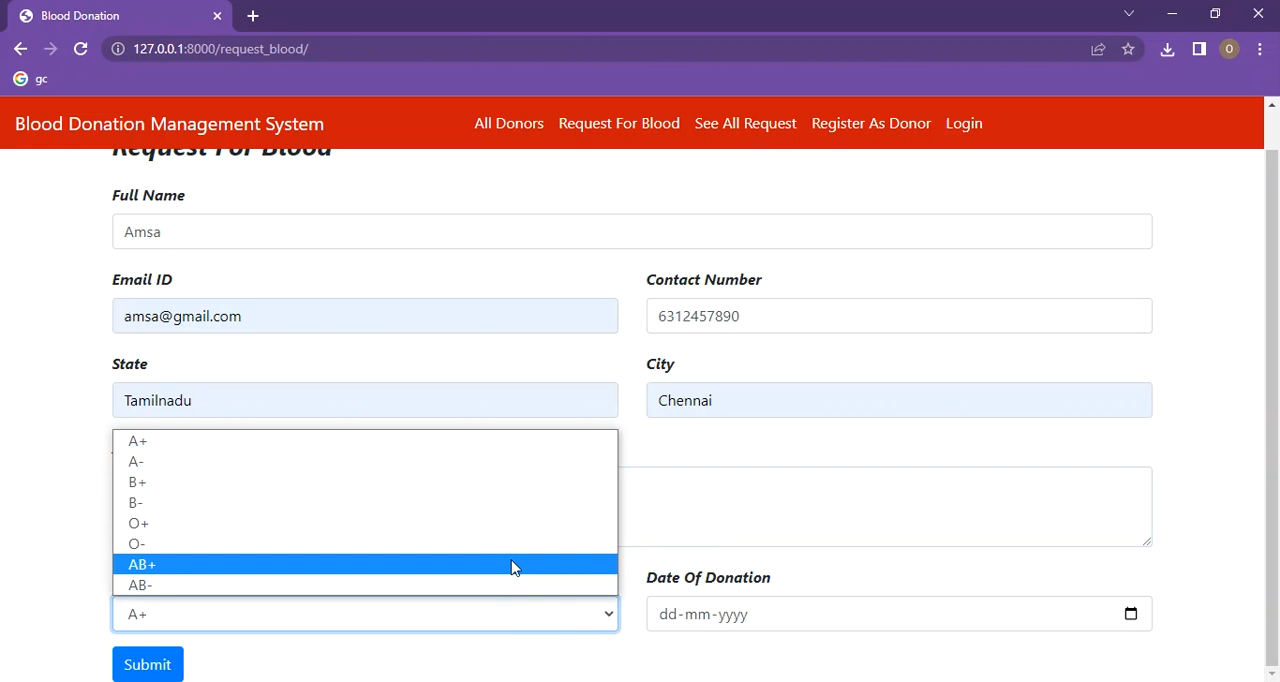 Blood Donation
127.0.0.1:8000/request_blood/
O
gc
Blood Donation Management System
All Donors Request For Blood See All Request Register As Donor Login
Request For Blood
Full Name
Amsa
Email ID Contact Number
amsa@gmail.com 6312457890
State City
Tamilnadu Chennai
A+
A-
B+
B-
O+
O-
AB+
AB-
Date Of Donation
A+ dd-mm-yyyy
Submit